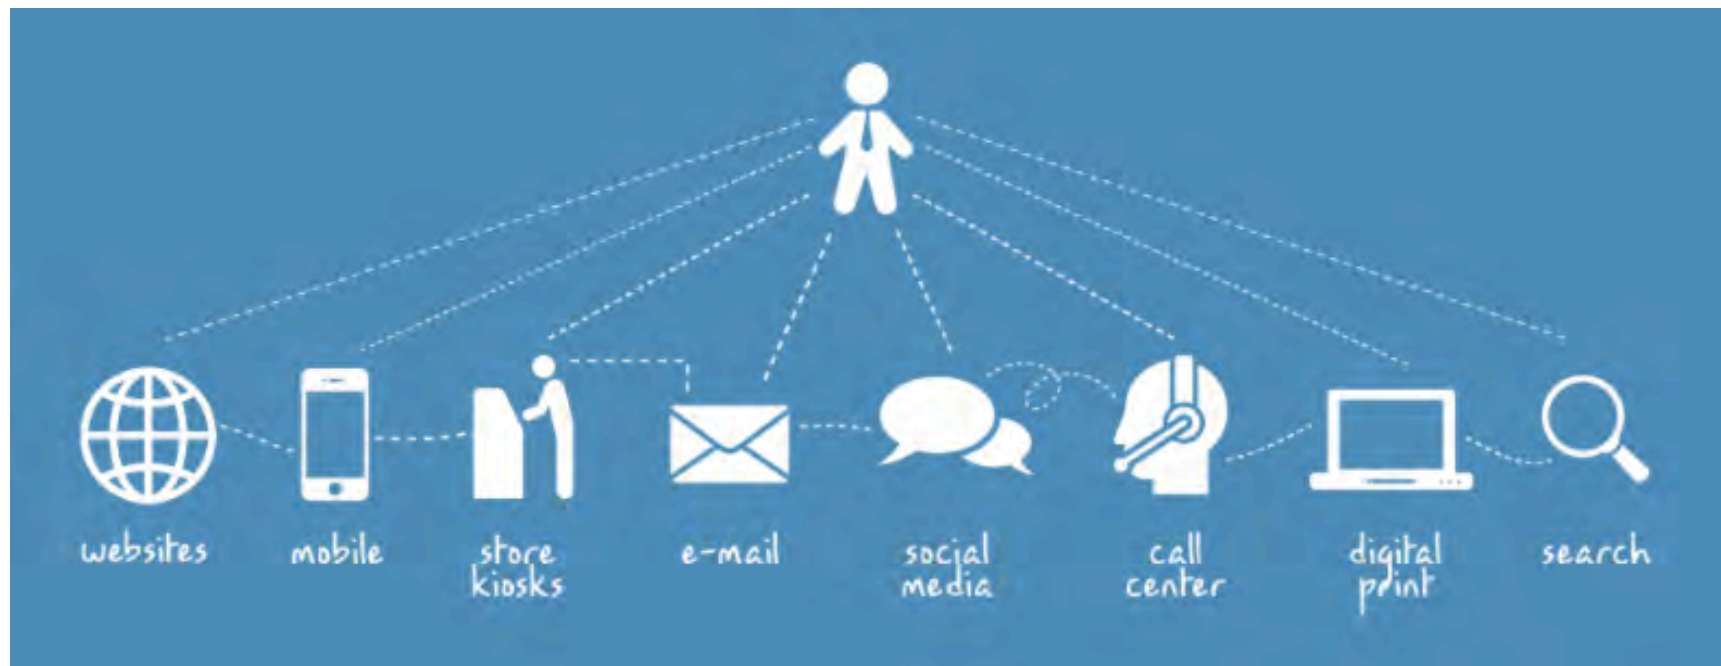 websites
mobile
store
kiosks
e-mail
social
media
call
center
digital
print
search